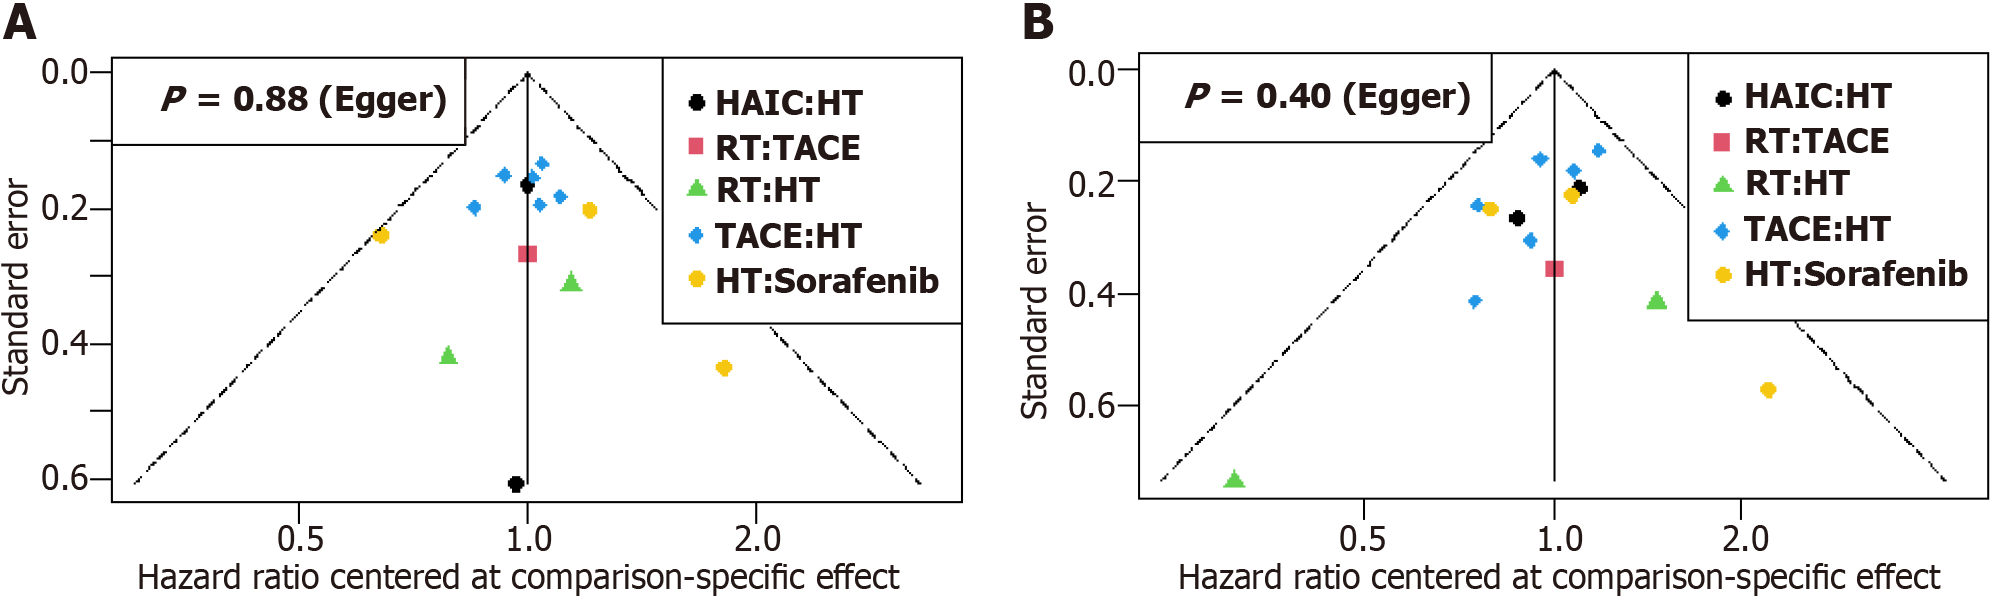 A
P = 0.88 (Egger)
HAIC:HT
RT:TACE
RT:HT
TACE:HT
HT:Sorafenib
Standard error
0.0
0.2
0.4
0.6
0.5
1.0
2.0
Hazard ratio centered at comparison-specific effect
B
P = 0.40 (Egger)
HAIC:HT
RT:TACE
RT:HT
TACE:HT
HT:Sorafenib
Standard error
0.0
0.2
0.4
0.6
0.5
1.0
2.0
Hazard ratio centered at comparison-specific effect